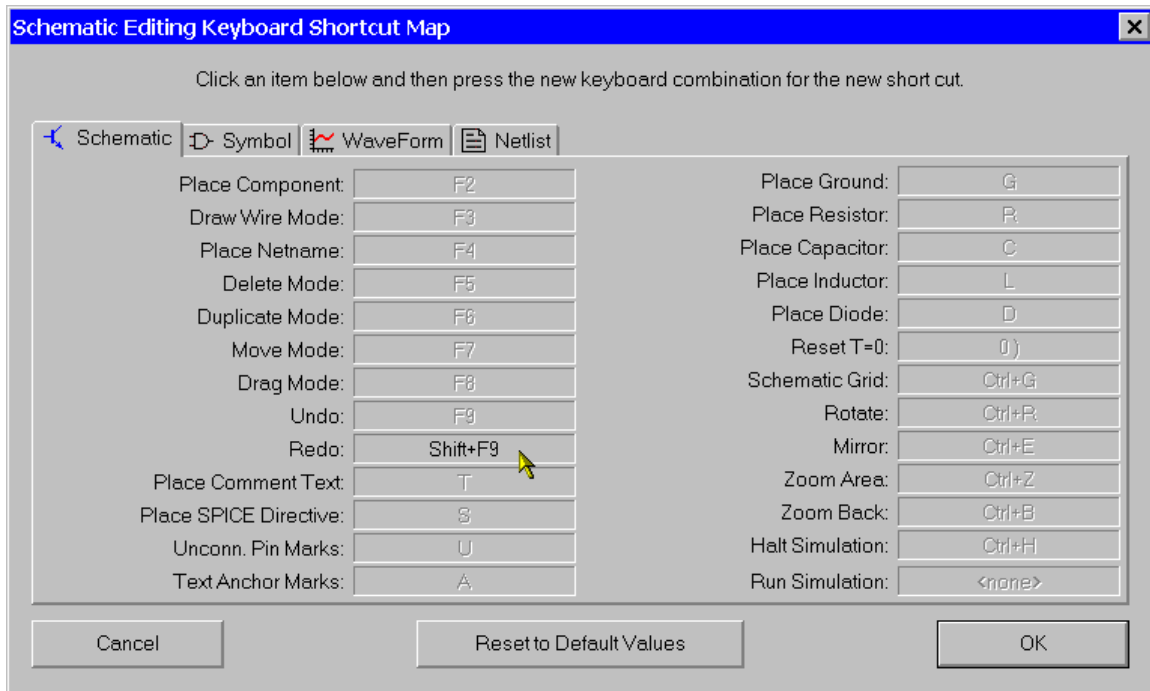 Schematic Editing Keyboard Shortcut Map
Click an item below and then press the new keyboard combination for the new short cut.
Schematic Symbol WaveForm Netlist
Place Component: F2
Draw Wire Mode: F3
Place Netname: F4
Delete Mode: F5
Duplicate Mode: F6
Move Mode: F7
Drag Mode: F8
Undo: F9
Redo: Shift+F9
Place Comment Text: T
Place SPICE Directive: S
Unconn. Pin Marks: U
Text Anchor Marks: A
Place Ground: G
Place Resistor: R
Place Capacitor: C
Place Inductor: L
Place Diode: D
Reset T=0: 0 )
Schematic Grid: Ctrl+G
Rotate: Ctrl+R
Mirror: Ctrl+E
Zoom Area: Ctrl+Z
Zoom Back: Ctrl+B
Halt Simulation: Ctrl+H
Run Simulation: <none>
Cancel Reset to Default Values OK